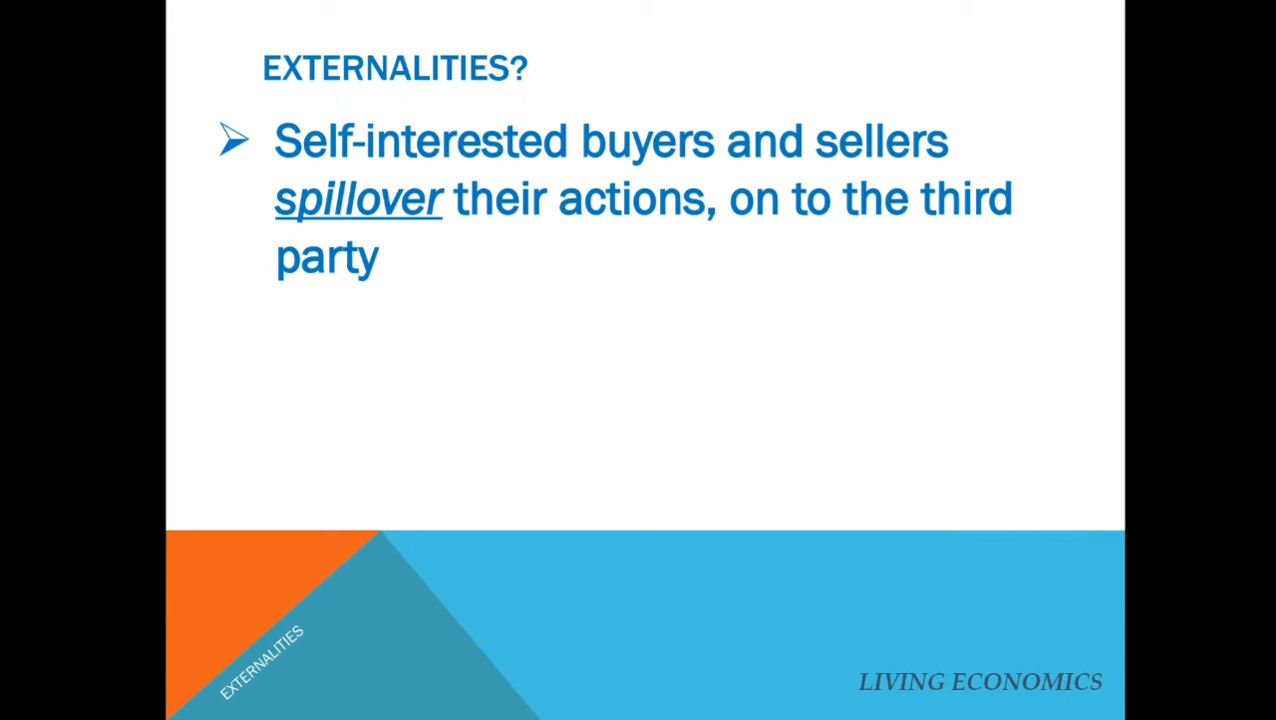 EXTERNALITIES?
Self-interested buyers and sellers
spillover their actions, on to the third
party
EXTERNALITIES
LIVING ECONOMICS